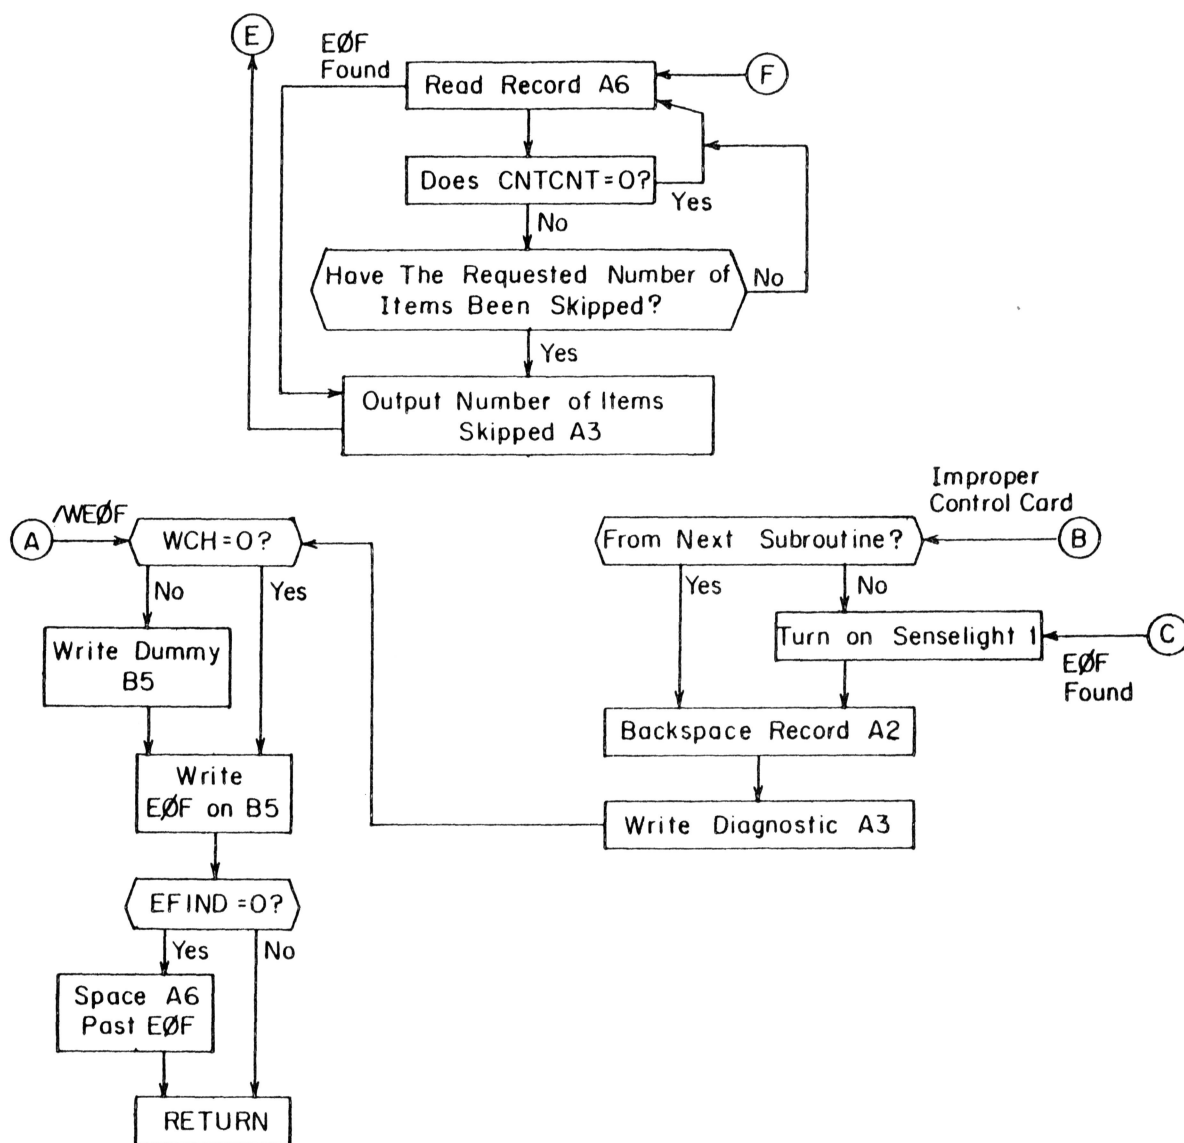 E
EØF
Found
Read Record A6
F
Does CNTCNT=0?
Yes
No
Have The Requested Number of
Items Been Skipped?
No
Yes
Output Number of Items
Skipped A3
Improper
Control Card
A
/WEØF
WCH=0?
From Next Subroutine?
B
No
Yes
Yes
No
Write Dummy
B5
Turn on Senselight 1
C
EØF
Found
Backspace Record A2
Write
EØF on B5
Write Diagnostic A3
EFIND=0?
Yes
No
Space A6
Past EØF
RETURN